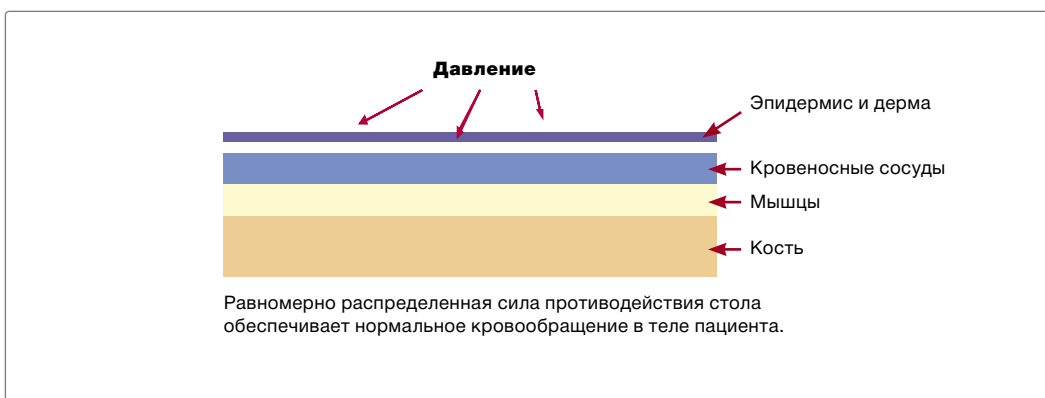 Давление
Эпидермис и дерма
Кровеносные сосуды
Мышцы
Кость
Равномерно распределенная сила противодействия стола
обеспечивает нормальное кровообращение в теле пациента.